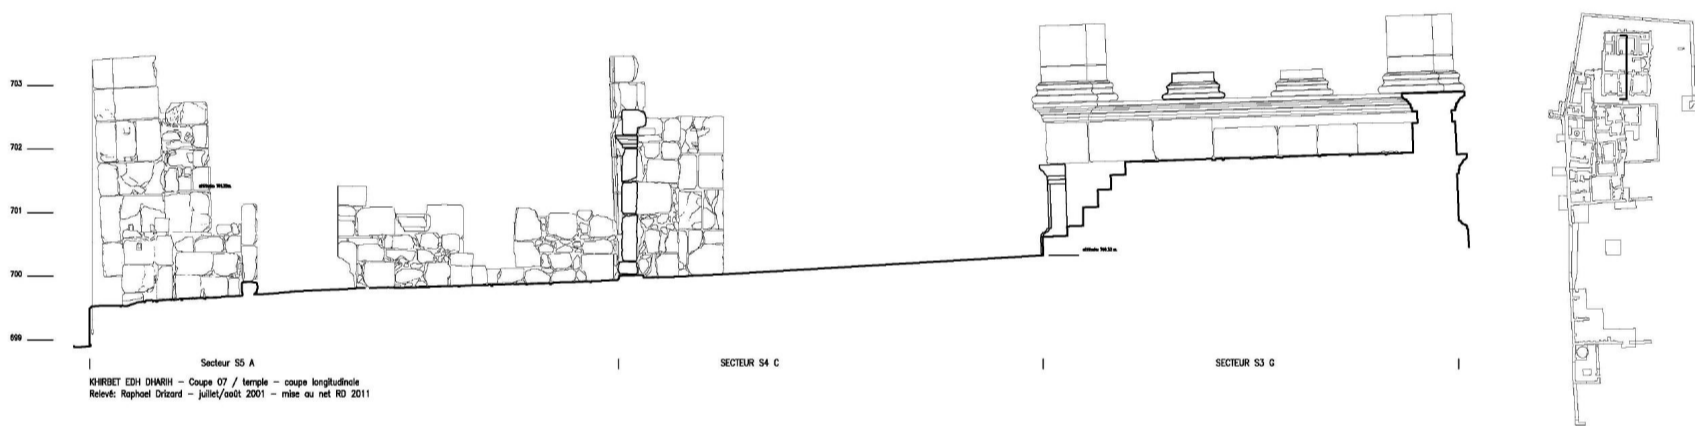 703
702
701
700
699
Secteur S5 A
SECTEUR S4 C
SECTEUR S3 G
KHIRBET EDH DHARIH – Coupe 07 / temple – coupe longitudinale
Relevé: Raphael Drizard – juillet/août 2001 – mise au net RD 2011